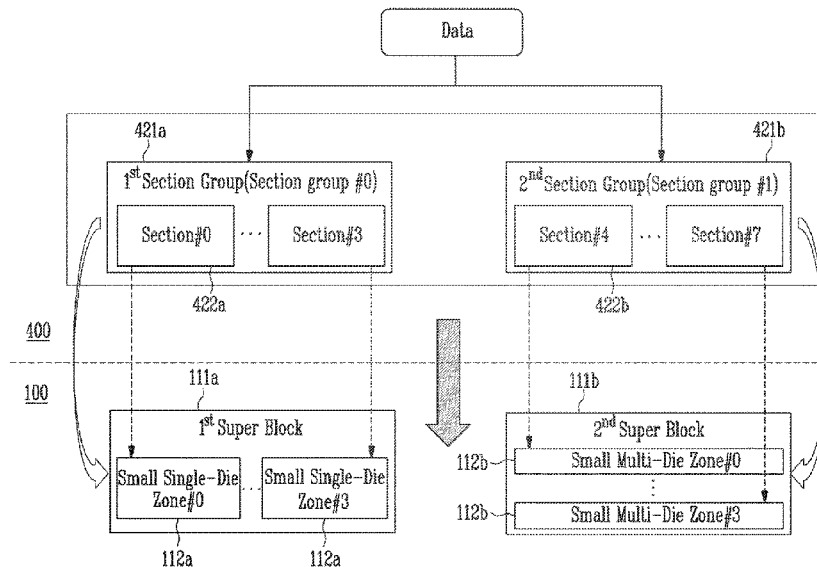 Data
421a
421b
1st Section Group(Section group #0)
2nd Section Group(Section group #1)
Section#0
...
Section#3
Section#4
...
Section#7
422a
422b
400
100
111a
111b
1st Super Block
2nd Super Block
112b
Small Multi-Die Zone#0
Small Single-Die
Zone#0
...
Small Single-Die
Zone#3
112b
Small Multi-Die Zone#3
112a
112a